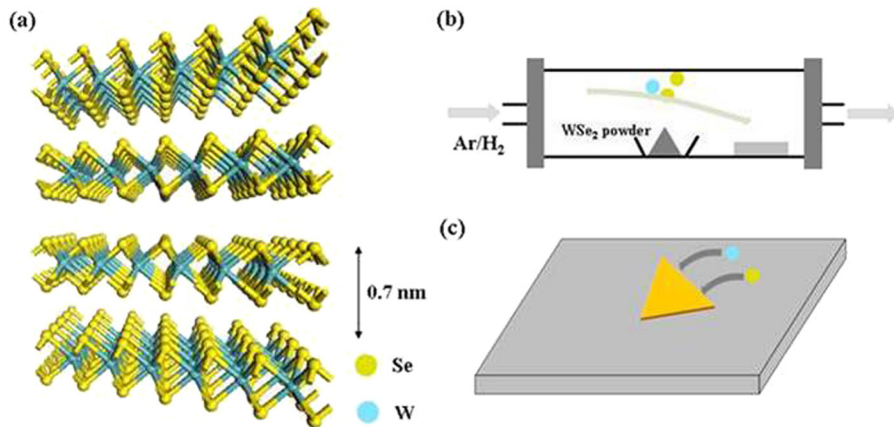 (a)
0.7 nm
Se
W
(b)
WSe₂ powder
Ar/H₂
(c)